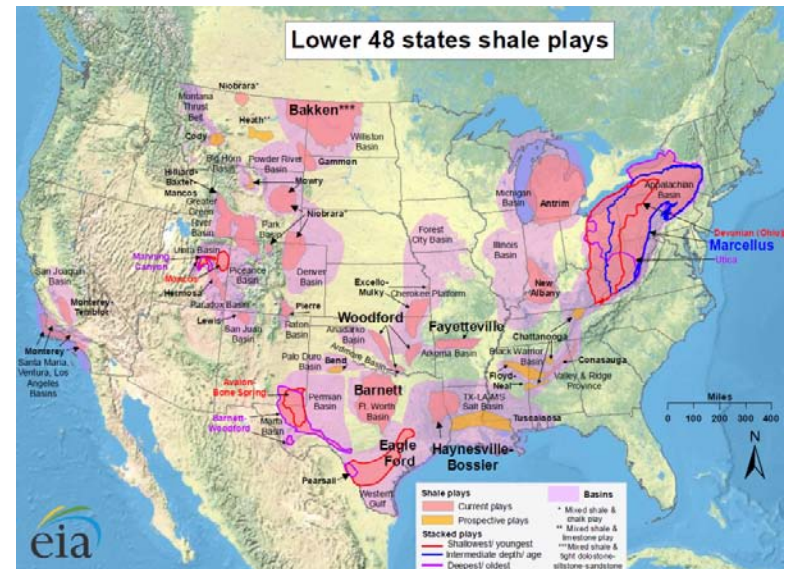 Lower 48 states shale plays
Niobrara*
Montana
Thrust
Belt
Bakken***
Heath**
Cody
Williston
Basin
Big Horn
Basin
Powder River
Basin
Gammon
Hilliard-
Baxter-
Mancos
Mowry
Greater
Green
River
Basin
Niobrara*
Park
Basin
Michigan
Basin
Antrim
Appalachian
Basin
Devonian (Ohio)
Marcellus
Utica
Forest
City Basin
Illinois
Basin
Uinta Basin
Manning
Canyon
Mancos
Piceance
Basin
Denver
Basin
Hermosa
Paradox Basin
San Joaquin
Basin
Monterey-
Temblor
Excello-
Mulky
Cherokee Platform
New
Albany
Pierre
Lewis
San Juan
Basin
Raton
Basin
Woodford
Anadarko
Basin
Fayetteville
Arkoma Basin
Ardmore Basin
Chattanooga
Black Warrior
Basin
Conasauga
Valley & Ridge
Province
Floyd-
Neal
Monterey
Santa Maria,
Ventura, Los
Angeles
Basins
Palo Duro
Basin
Bend
Avalon-
Bone Spring
Permian
Basin
Barnett
Ft. Worth
Basin
TX-LA-MS
Salt Basin
Tuscaloosa
Barnett-
Woodford
Marfa
Basin
Eagle
Ford
Haynesville-
Bossier
Pearsall
Western
Gulf
Miles
0 100 200 300 400
N
Shale plays
Current plays
Prospective plays
Stacked plays
Shallowest/ youngest
Intermediate depth/ age
Deepest/ oldest
Basins
* Mixed shale &
chalk play
** Mixed shale &
limestone play
***Mixed shale &
tight dolostone-
siltstone-sandstone
eia